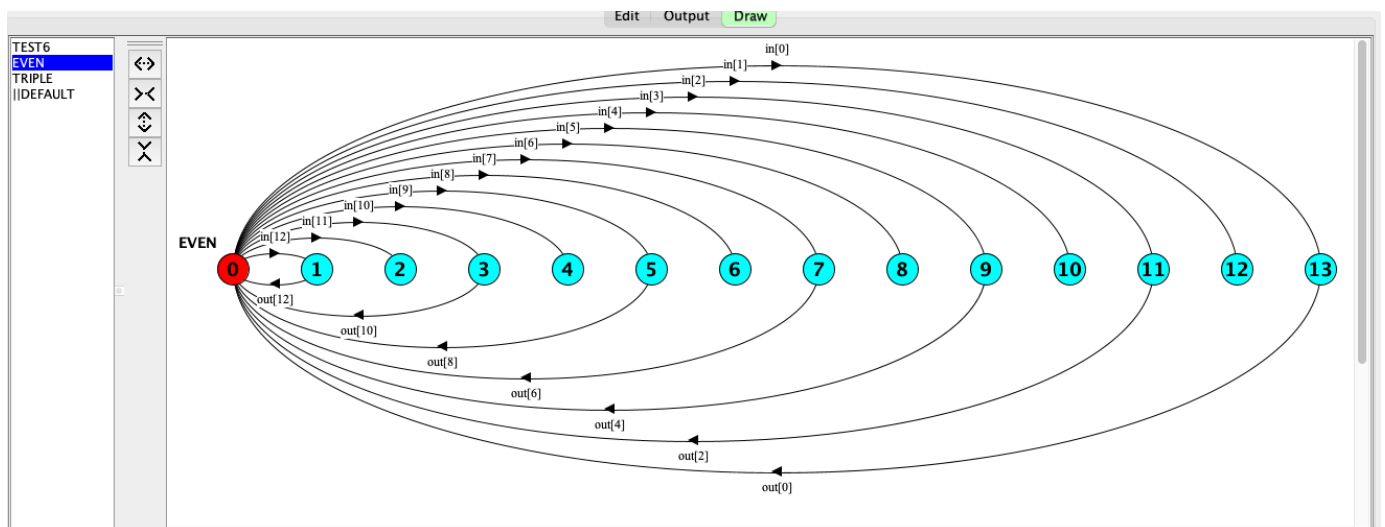 Edit Output Draw
TEST6
EVEN
TRIPLE
||DEFAULT
in[0]
in[1]
in[2]
in[3]
in[4]
in[5]
in[6]
in[7]
in[8]
in[9]
in[10]
in[11]
in[12]
EVEN
0 1 2 3 4 5 6 7 8 9 10 11 12 13
out[12]
out[10]
out[8]
out[6]
out[4]
out[2]
out[0]